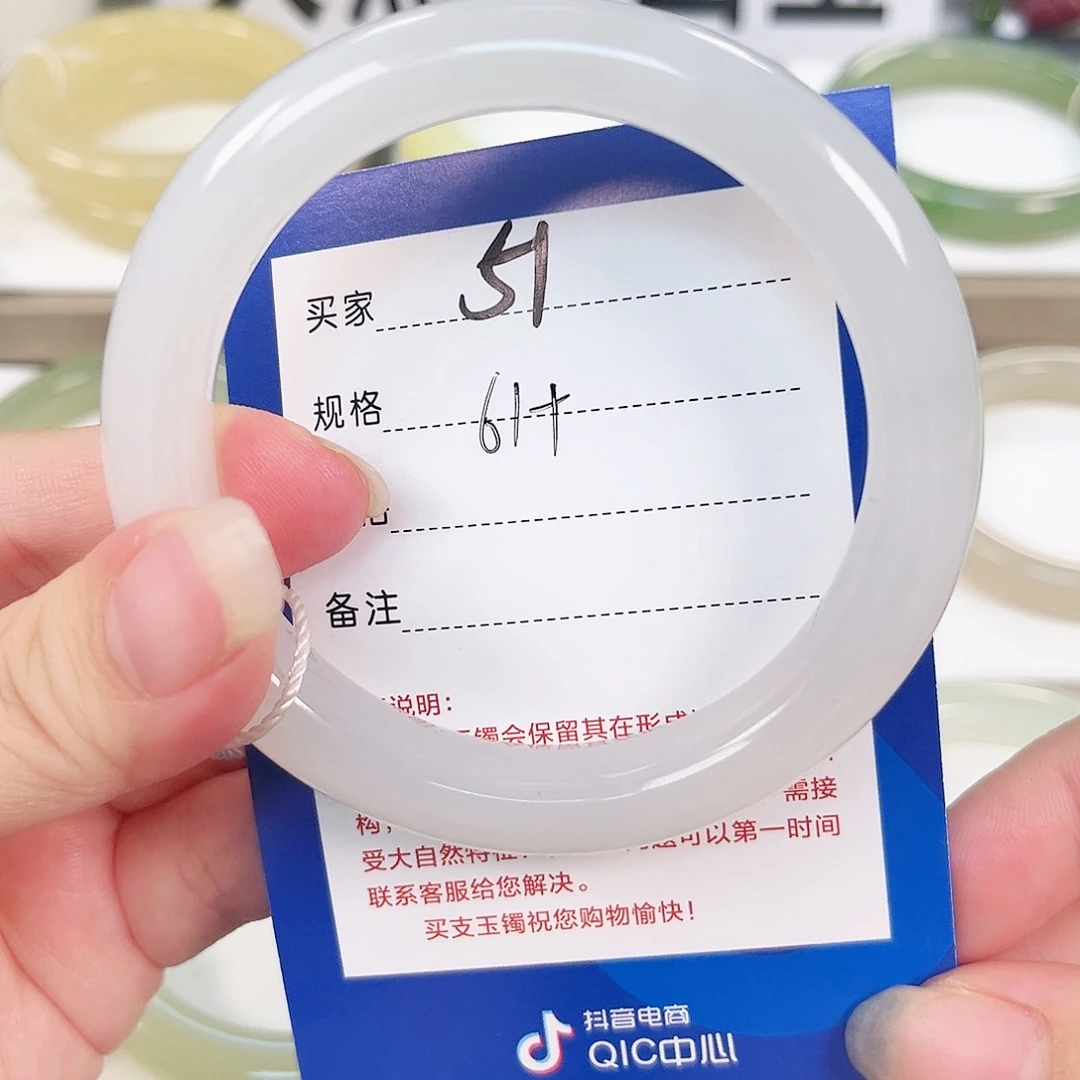 买家 51
规格 61+
备注
说明:
镯会保留其在形成
需接
构,
受大自然特征 可以第一时间
联系客服给您解决。
买支玉镯祝您购物愉快!
抖音电商
QIC中心